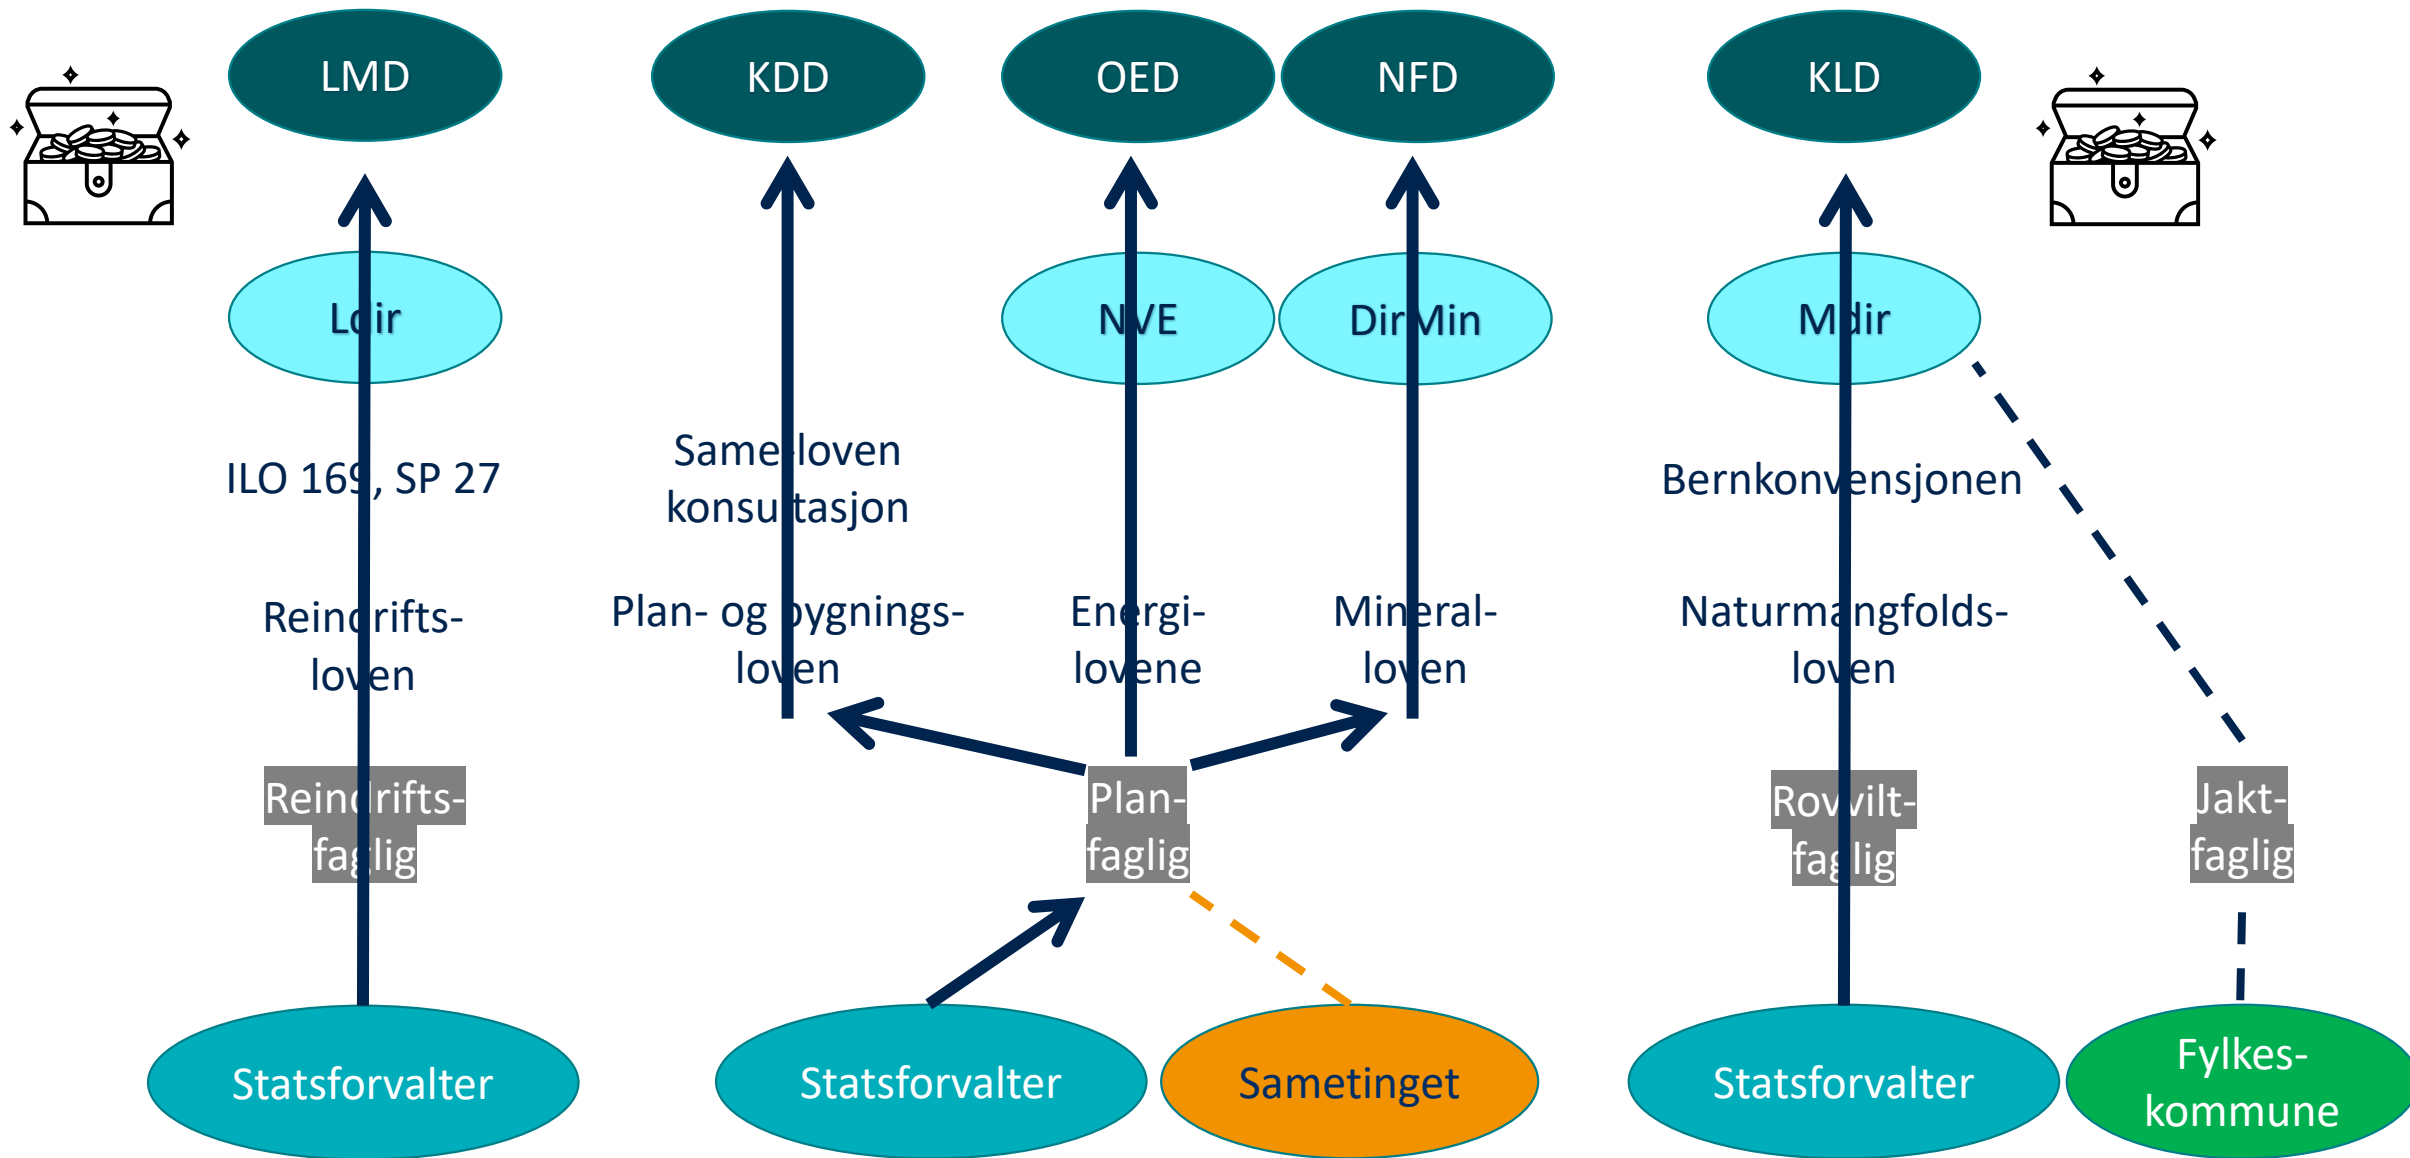 LMD
KDD
OED
NFD
KLD
Ldir
NVE
DirMin
Mdir
ILO 169, SP 27
Same-loven
konsultasjon
Bernkonvensjonen
Reindrifts-
loven
Plan- og bygnings-
loven
Energi-
lovene
Mineral-
loven
Naturmangfolds-
loven
Reindrifts-
faglig
Plan-
faglig
Rovvilt-
faglig
Jakt-
faglig
Statsforvalter
Statsforvalter
Sametinget
Statsforvalter
Fylkes-
kommune